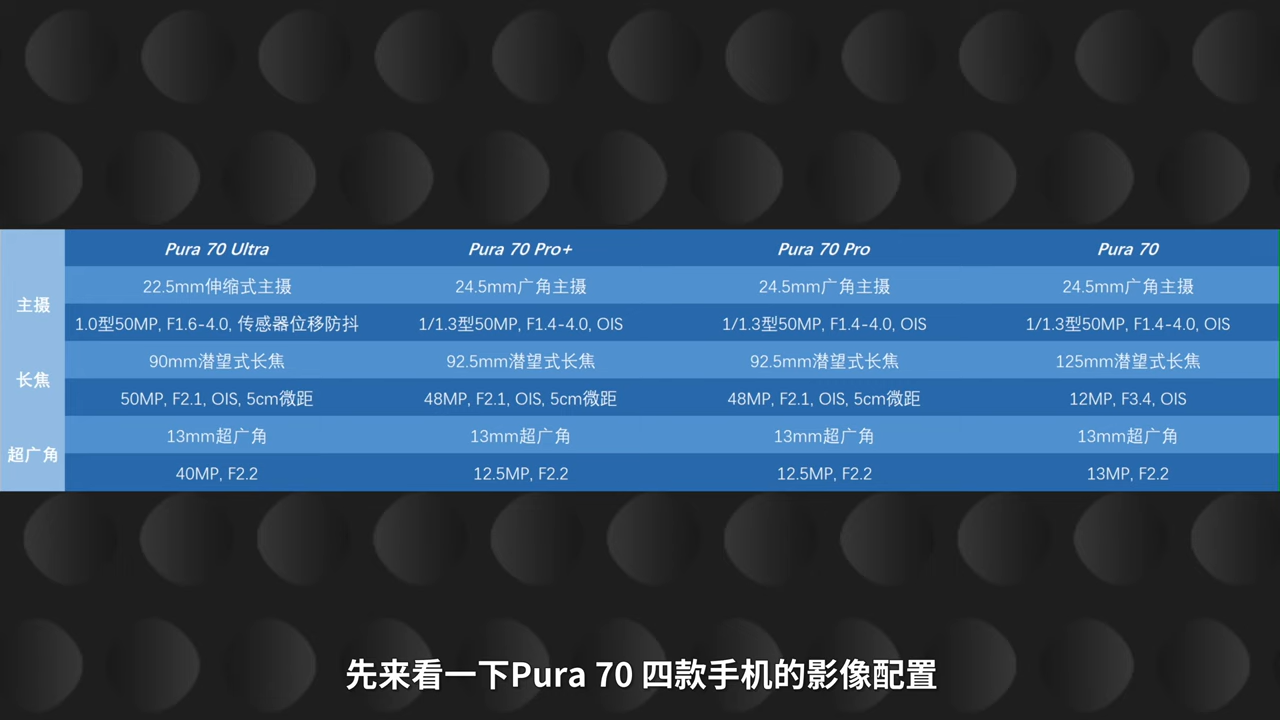 Pura 70 Ultra Pura 70 Pro+ Pura 70 Pro Pura 70
主摄
22.5mm伸缩式主摄 24.5mm广角主摄 24.5mm广角主摄 24.5mm广角主摄
1.0型50MP, F1.6-4.0, 传感器位移防抖 1/1.3型50MP, F1.4-4.0, OIS 1/1.3型50MP, F1.4-4.0, OIS 1/1.3型50MP, F1.4-4.0, OIS
长焦
90mm潜望式长焦 92.5mm潜望式长焦 92.5mm潜望式长焦 125mm潜望式长焦
50MP, F2.1, OIS, 5cm微距 48MP, F2.1, OIS, 5cm微距 48MP, F2.1, OIS, 5cm微距 12MP, F3.4, OIS
超广角
13mm超广角 13mm超广角 13mm超广角 13mm超广角
40MP, F2.2 12.5MP, F2.2 12.5MP, F2.2 13MP, F2.2
先来看一下Pura 70 四款手机的影像配置